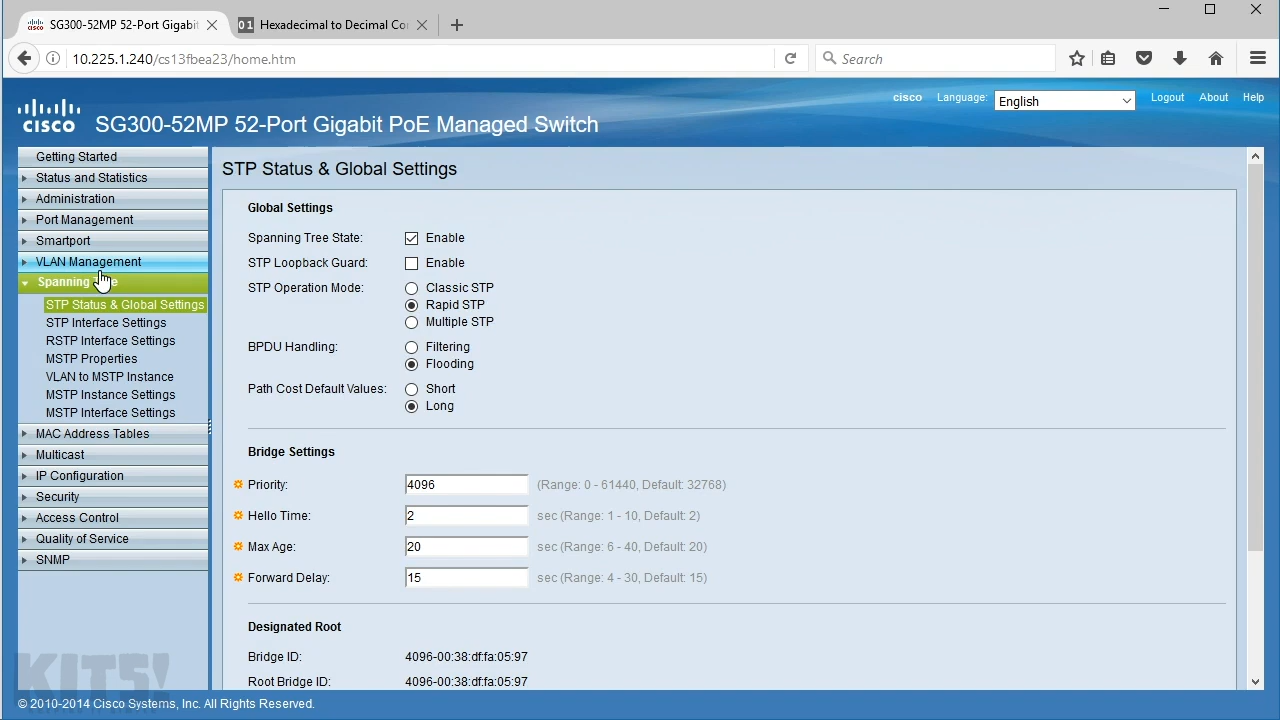 SG300-52MP 52-Port Gigabit
01 Hexadecimal to Decimal Co
10.225.1.240/cs13fbea23/home.htm
Search
cisco Language: English Logout About Help
CISCO SG300-52MP 52-Port Gigabit PoE Managed Switch
Getting Started
Status and Statistics
Administration
Port Management
Smartport
VLAN Management
Spanning Tree
STP Status & Global Settings
STP Interface Settings
RSTP Interface Settings
MSTP Properties
VLAN to MSTP Instance
MSTP Instance Settings
MSTP Interface Settings
MAC Address Tables
Multicast
IP Configuration
Security
Access Control
Quality of Service
SNMP
STP Status & Global Settings
Global Settings
Spanning Tree State: Enable
STP Loopback Guard: Enable
STP Operation Mode: Classic STP
Rapid STP
Multiple STP
BPDU Handling: Filtering
Flooding
Path Cost Default Values: Short
Long
Bridge Settings
Priority: 4096 (Range: 0 - 61440, Default: 32768)
Hello Time: 2 sec (Range: 1 - 10, Default: 2)
Max Age: 20 sec (Range: 6 - 40, Default: 20)
Forward Delay: 15 sec (Range: 4 - 30, Default: 15)
Designated Root
Bridge ID: 4096-00:38:df:fa:05:97
Root Bridge ID: 4096-00:38:df:fa:05:97
KITS!
© 2010-2014 Cisco Systems, Inc. All Rights Reserved.